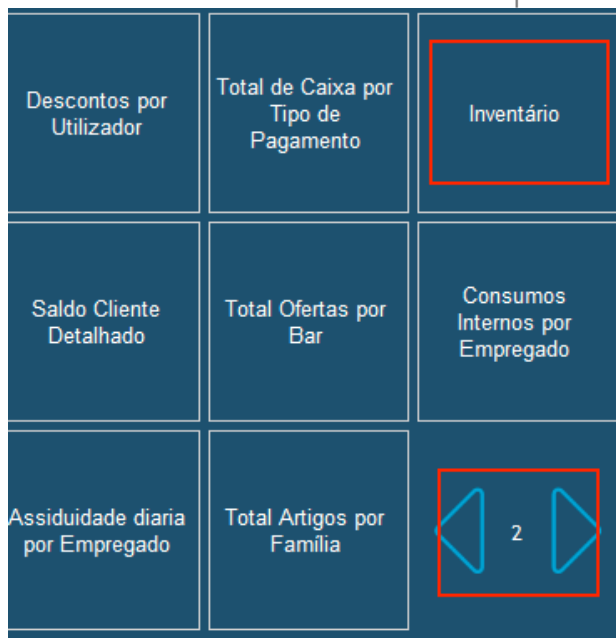 Descontos por
Utilizador
Total de Caixa por
Tipo de
Pagamento
Inventário
Saldo Cliente
Detalhado
Total Ofertas por
Bar
Consumos
Internos por
Empregado
Assiduidade diaria
por Empregado
Total Artigos por
Família
2